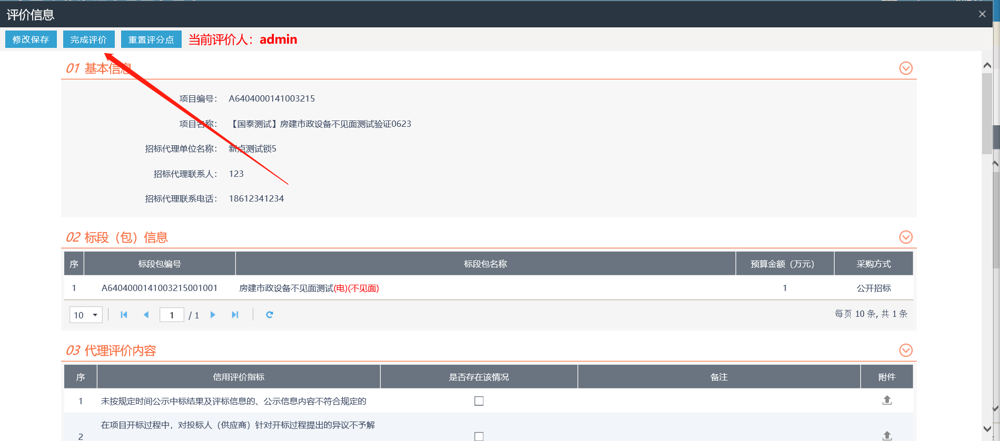 评价信息
修改保存 完成评价 重置评分点 当前评价人：admin
01 基本信息
项目编号： A6404000141003215
项目名称： 【国泰测试】房建市政设备不见面测试验证0623
招标代理单位名称： 新点测试锁5
招标代理联系人： 123
招标代理联系电话： 18612341234
02 标段（包）信息
序 标段包编号 标段包名称 预算金额（万元） 采购方式
1 A6404000141003215001001 房建市政设备不见面测试(电)(不见面) 1 公开招标
10 1 / 1 每页 10 条, 共 1 条
03 代理评价内容
序 信用评价指标 是否存在该情况 备注 附件
1 未按规定时间公示中标结果及评标信息的、公示信息内容不符合规定的
在项目开标过程中，对投标人（供应商）针对开标过程提出的异议不予解
2